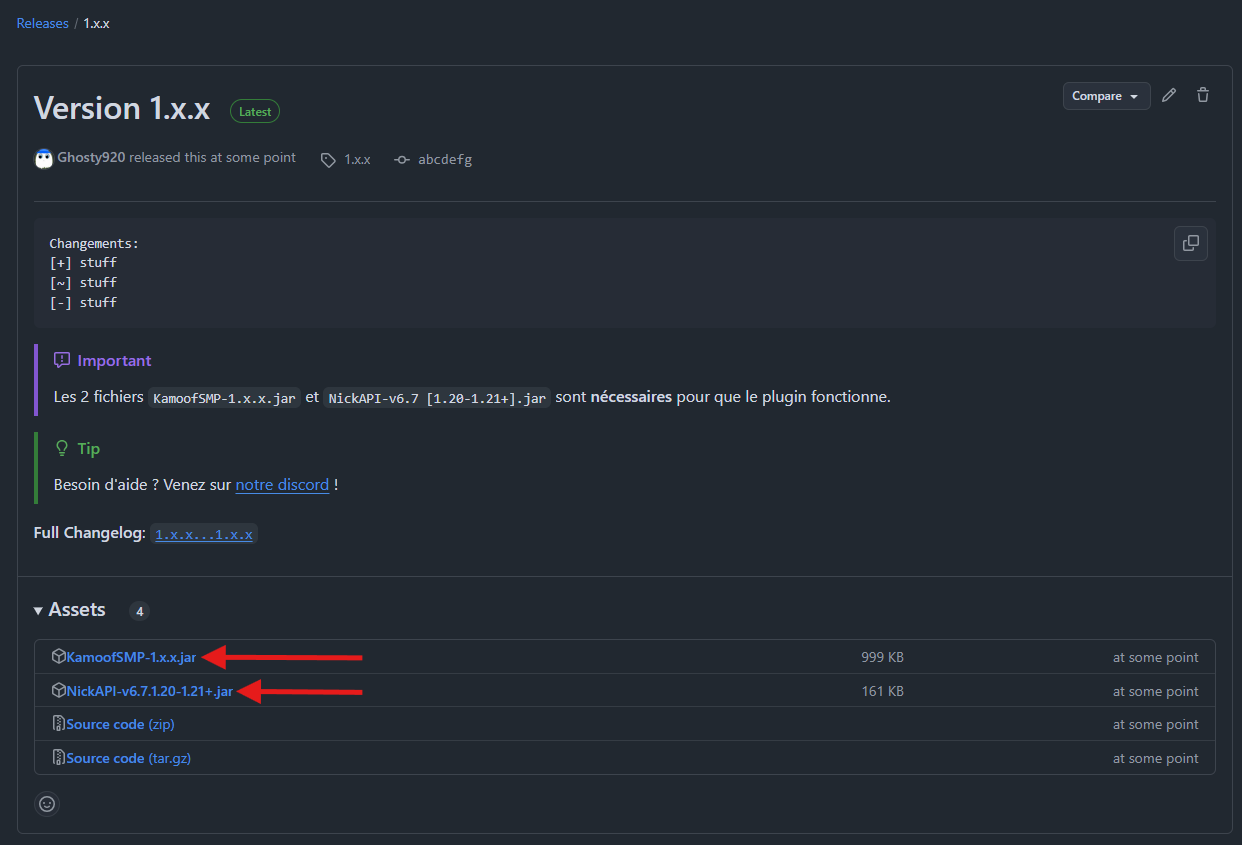 Releases / 1.x.x
Version 1.x.x Latest
Compare
Ghosty920 released this at some point 1.x.x abcdefg
Changements:
[+] stuff
[~] stuff
[-] stuff
Important
Les 2 fichiers KamoofSMP-1.x.x.jar et NickAPI-v6.7 [1.20-1.21+].jar sont nécessaires pour que le plugin fonctionne.
Tip
Besoin d'aide ? Venez sur notre discord !
Full Changelog: 1.x.x...1.x.x
Assets 4
KamoofSMP-1.x.x.jar 999 KB at some point
NickAPI-v6.7.1.20-1.21+.jar 161 KB at some point
Source code (zip) at some point
Source code (tar.gz) at some point